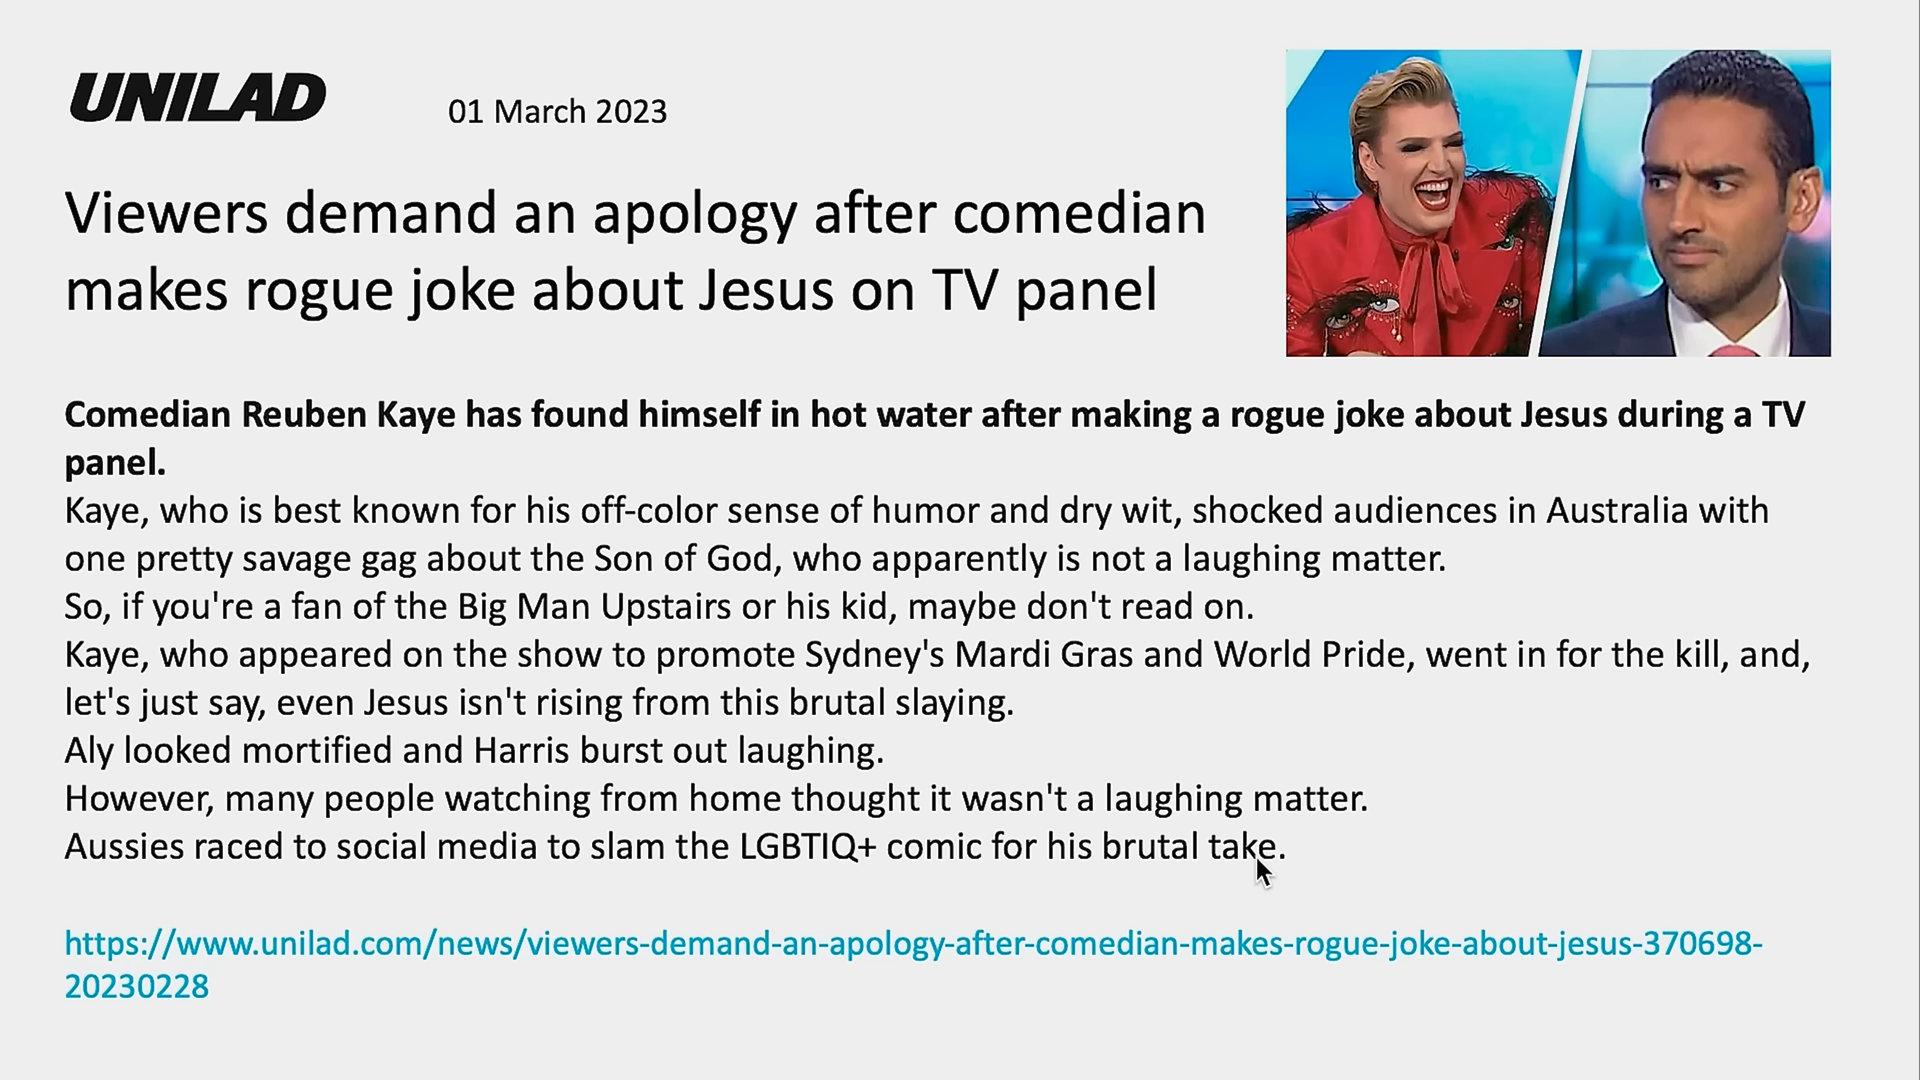 UNILAD
01 March 2023
Viewers demand an apology after comedian
makes rogue joke about Jesus on TV panel
Comedian Reuben Kaye has found himself in hot water after making a rogue joke about Jesus during a TV
panel.
Kaye, who is best known for his off-color sense of humor and dry wit, shocked audiences in Australia with
one pretty savage gag about the Son of God, who apparently is not a laughing matter.
So, if you're a fan of the Big Man Upstairs or his kid, maybe don't read on.
Kaye, who appeared on the show to promote Sydney's Mardi Gras and World Pride, went in for the kill, and,
let's just say, even Jesus isn't rising from this brutal slaying.
Aly looked mortified and Harris burst out laughing.
However, many people watching from home thought it wasn't a laughing matter.
Aussies raced to social media to slam the LGBTIQ+ comic for his brutal take.
https://www.unilad.com/news/viewers-demand-an-apology-after-comedian-makes-rogue-joke-about-jesus-370698-
20230228